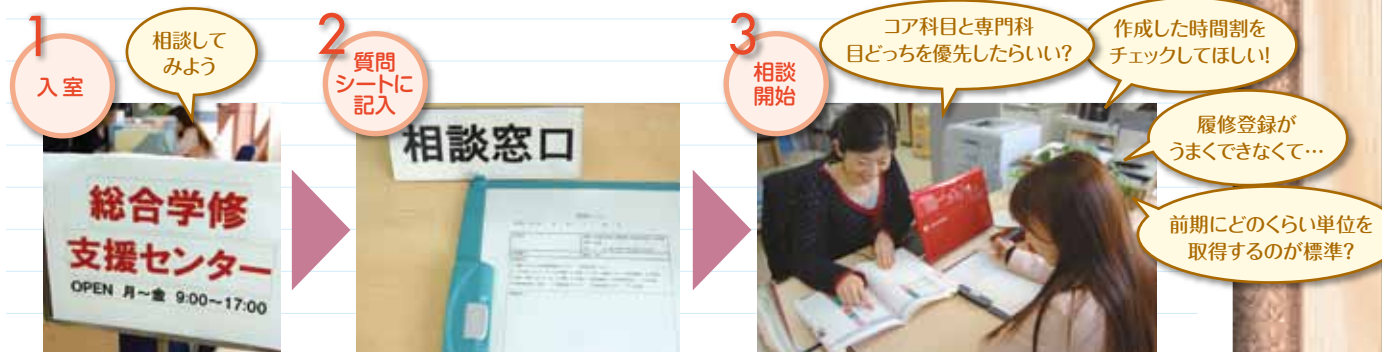 1
入室
相談して
みよう
総合学修
支援センター
OPEN 月～金 9:00～17:00
2
質問
シートに
記入
相談窓口
3
相談
開始
コア科目と専門科
目どっちを優先したらいい?
作成した時間割を
チェックしてほしい!
履修登録が
うまくできなくて…
前期にどのくらい単位を
取得するのが標準?